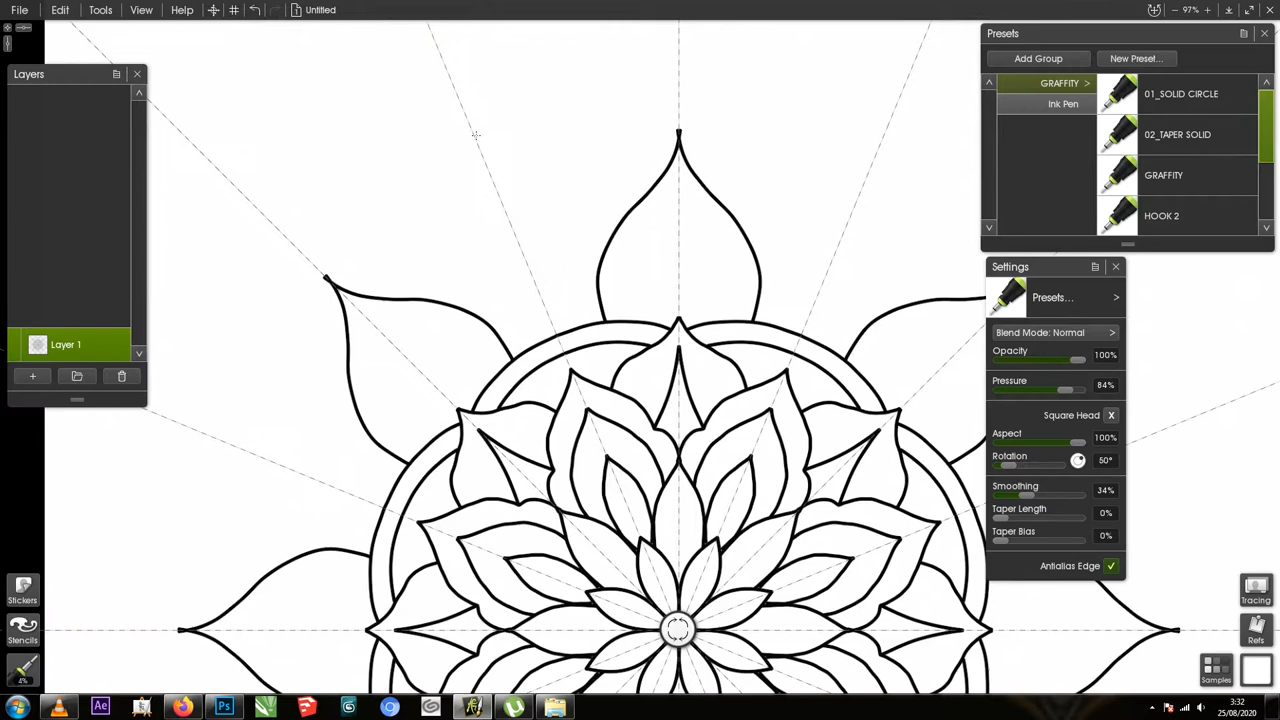 File Edit Tools View Help Untitled 97%
Layers
Layer 1
Stickers
Stencils
4%
Presets
Add Group New Preset...
GRAFFITY >
Ink Pen
01_SOLID CIRCLE
02_TAPER SOLID
GRAFFITY
HOOK 2
Settings
Presets... >
Blend Mode: Normal >
Opacity 100%
Pressure 84%
Square Head X
Aspect 100%
Rotation 50°
Smoothing 34%
Taper Length 0%
Taper Bias 0%
Antialias Edge
Tracing
Refs
Samples
Ae
Ps
3:32
25/08/2020